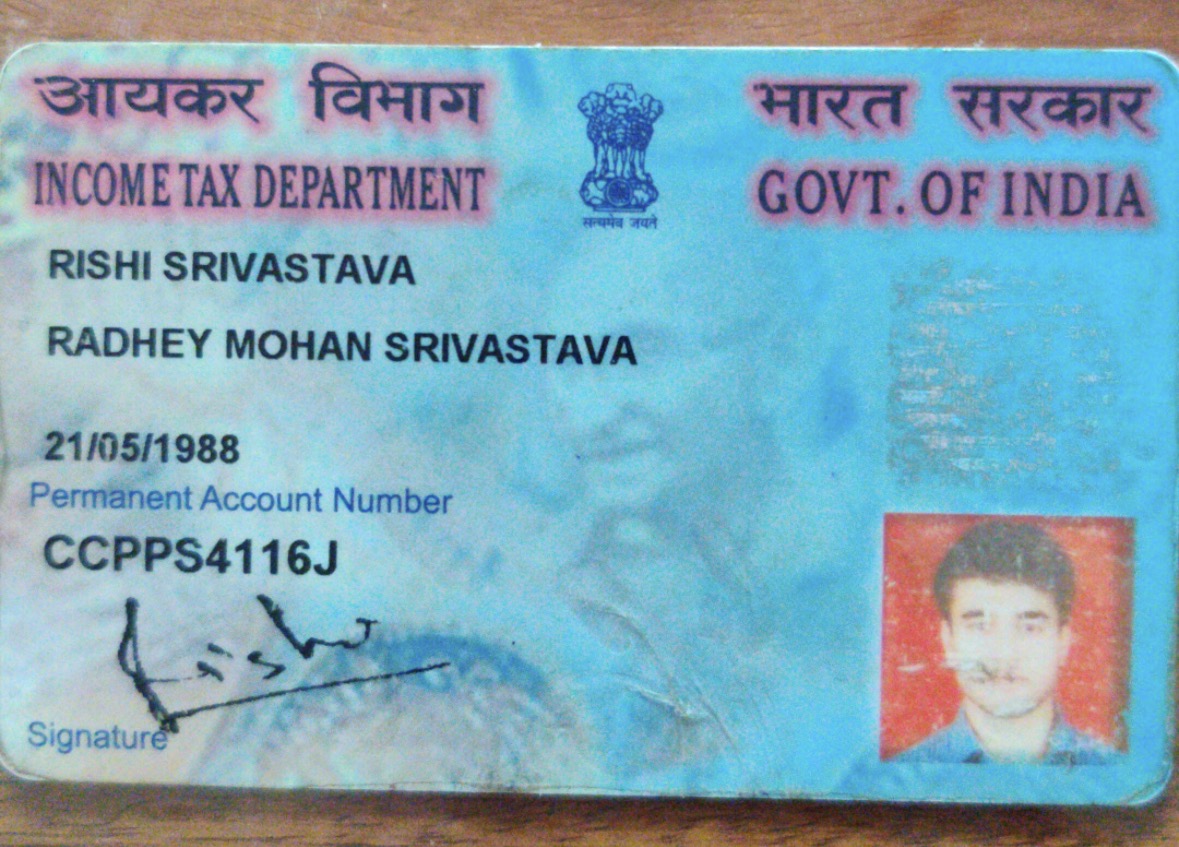 आयकर विभाग
INCOME TAX DEPARTMENT
सत्यमेव जयते
भारत सरकार
GOVT. OF INDIA
RISHI SRIVASTAVA
RADHEY MOHAN SRIVASTAVA
21/05/1988
Permanent Account Number
CCPPS4116J
Rishi
Signature